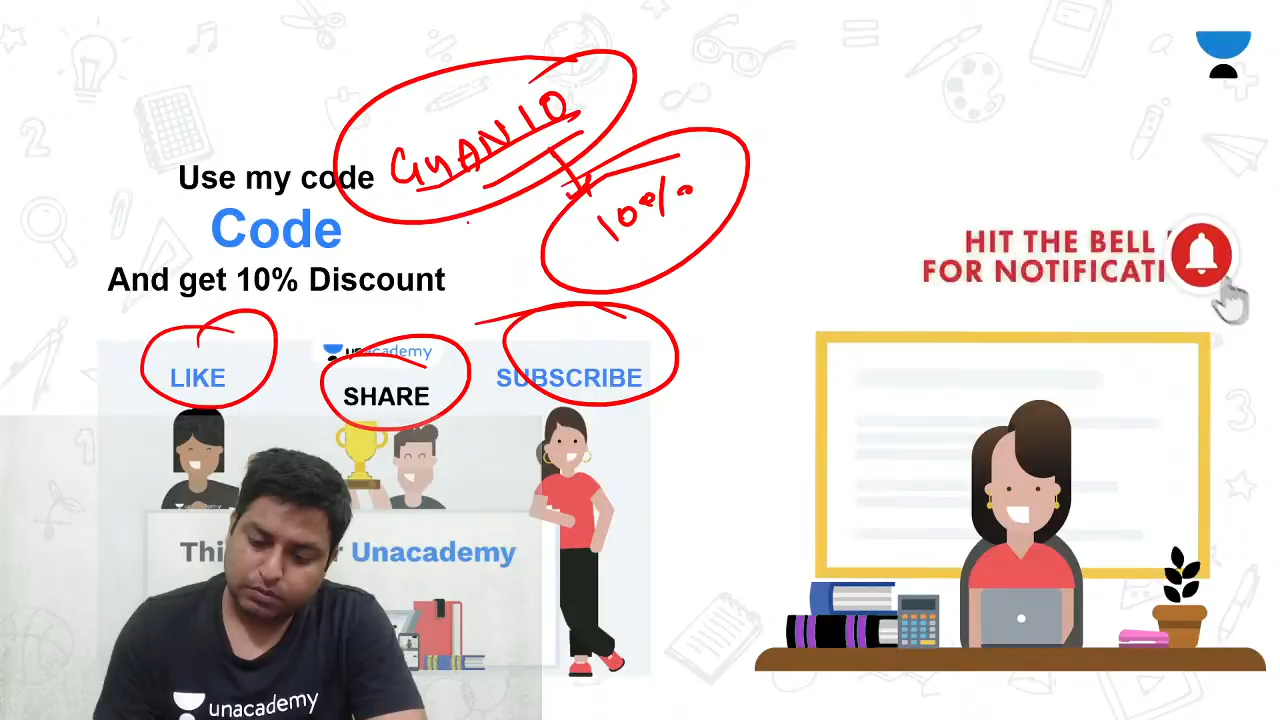 GYAN10
Use my code
Code
10%
And get 10% Discount
HIT THE BELL
FOR NOTIFICATI
unacademy
LIKE
SHARE
SUBSCRIBE
Unacademy
unacademy